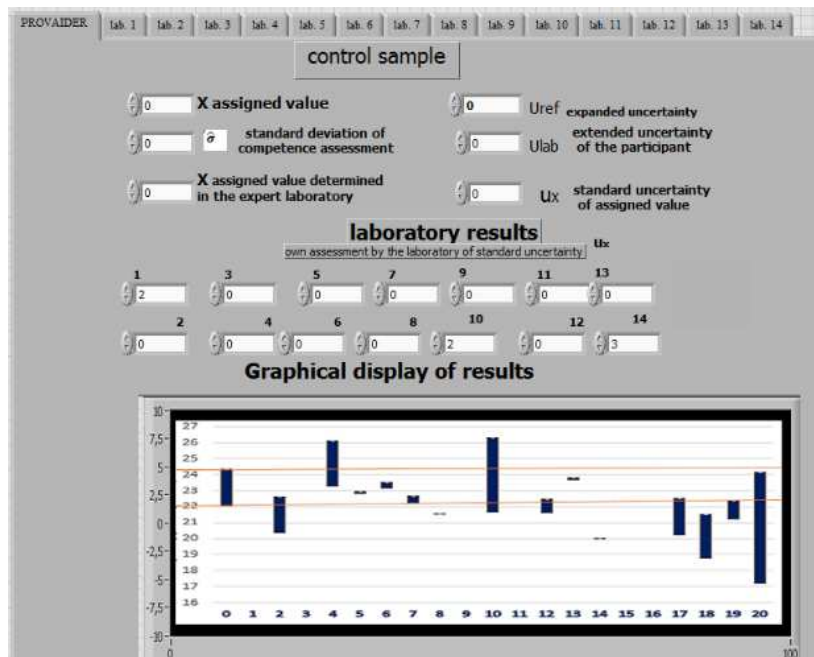 PROVAIDER lab. 1 lab. 2 lab. 3 lab. 4 lab. 5 lab. 6 lab. 7 lab. 8 lab. 9 lab. 10 lab. 11 lab. 12 lab. 13 lab. 14
control sample
0 X assigned value 0 Uref expanded uncertainty
0 σ̂ standard deviation of competence assessment 0 Ulab extended uncertainty of the participant
0 X assigned value determined in the expert laboratory 0 ux standard uncertainty of assigned value
laboratory results
own assessment by the laboratory of standard uncertainty ux
1 3 5 7 9 11 13
2 0 0 0 0 0 0
2 4 6 8 10 12 14
0 0 0 0 2 0 3
Graphical display of results
10
7,5
5
2,5
0
-2,5
-5
-7,5
-10
27
26
25
24
23
22
21
20
19
18
17
16
0 1 2 3 4 5 6 7 8 9 10 11 12 13 14 15 16 17 18 19 20
0 100